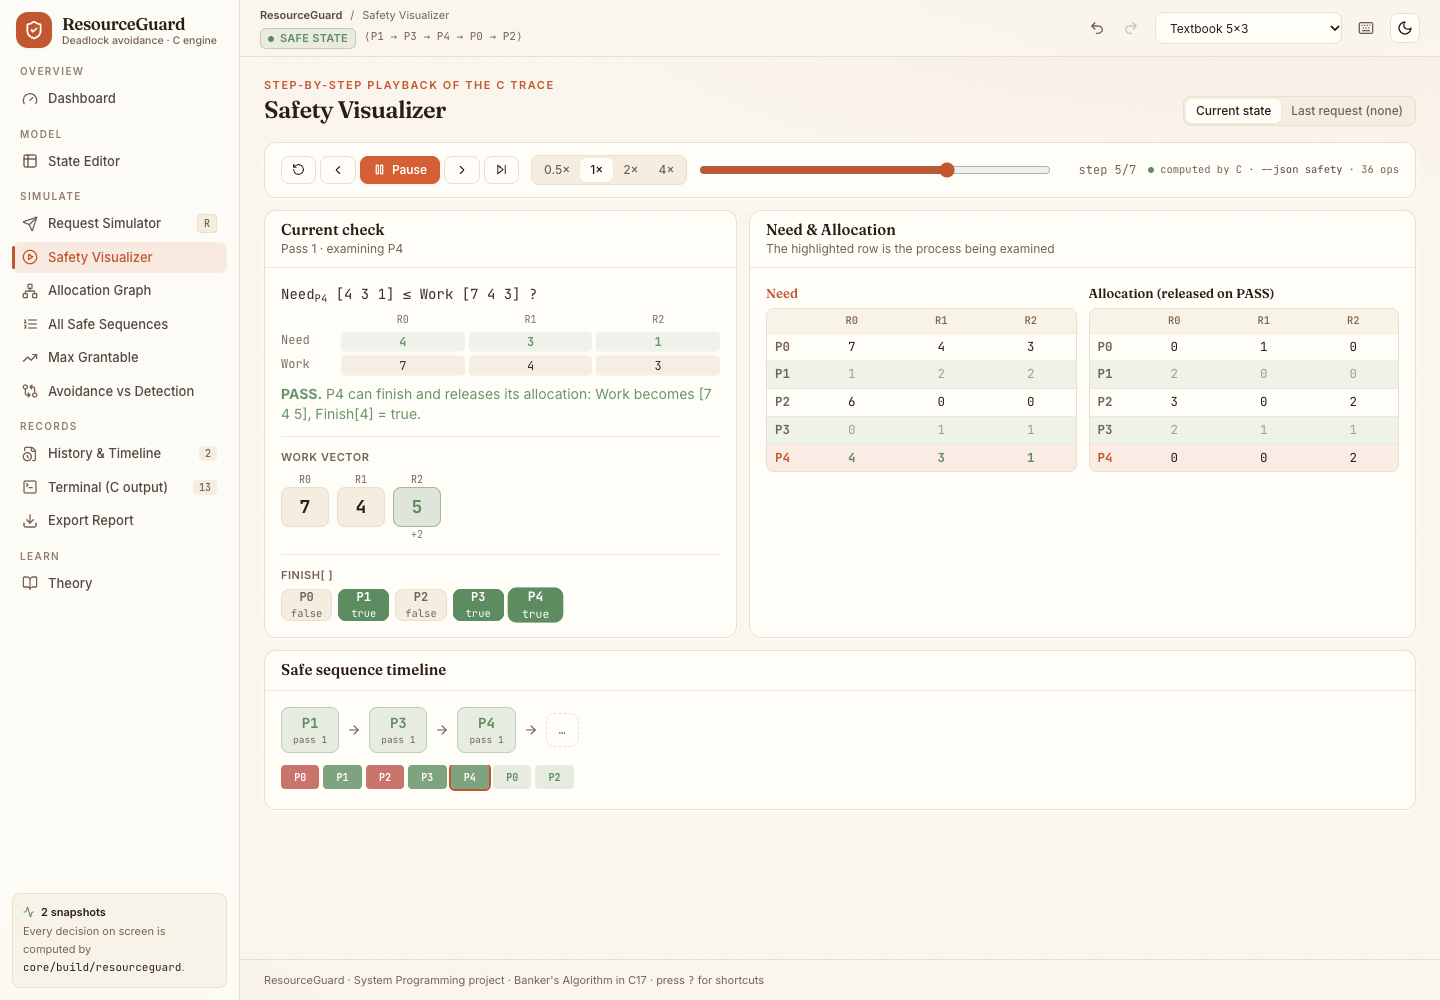 ResourceGuard
Deadlock avoidance · C engine
OVERVIEW
Dashboard
MODEL
State Editor
SIMULATE
Request Simulator R
Safety Visualizer
Allocation Graph
All Safe Sequences
Max Grantable
Avoidance vs Detection
RECORDS
History & Timeline 2
Terminal (C output) 13
Export Report
LEARN
Theory
2 snapshots
Every decision on screen is
computed by
core/build/resourceguard.
ResourceGuard / Safety Visualizer
SAFE STATE ⟨P1 → P3 → P4 → P0 → P2⟩
Textbook 5×3
STEP-BY-STEP PLAYBACK OF THE C TRACE
Safety Visualizer
Current state Last request (none)
Pause 0.5× 1× 2× 4× step 5/7 computed by C · --json safety · 36 ops
Current check
Pass 1 · examining P4
NeedP4 [4 3 1] ≤ Work [7 4 3] ?
R0 R1 R2
Need 4 3 1
Work 7 4 3
PASS. P4 can finish and releases its allocation: Work becomes [7
4 5], Finish[4] = true.
WORK VECTOR
R0 R1 R2
7 4 5
+2
FINISH[ ]
P0 P1 P2 P3 P4
false true false true true
Need & Allocation
The highlighted row is the process being examined
Need
R0 R1 R2
P0 7 4 3
P1 1 2 2
P2 6 0 0
P3 0 1 1
P4 4 3 1
Allocation (released on PASS)
R0 R1 R2
P0 0 1 0
P1 2 0 0
P2 3 0 2
P3 2 1 1
P4 0 0 2
Safe sequence timeline
P1 → P3 → P4 → …
pass 1 pass 1 pass 1
P0 P1 P2 P3 P4 P0 P2
ResourceGuard · System Programming project · Banker's Algorithm in C17 · press ? for shortcuts